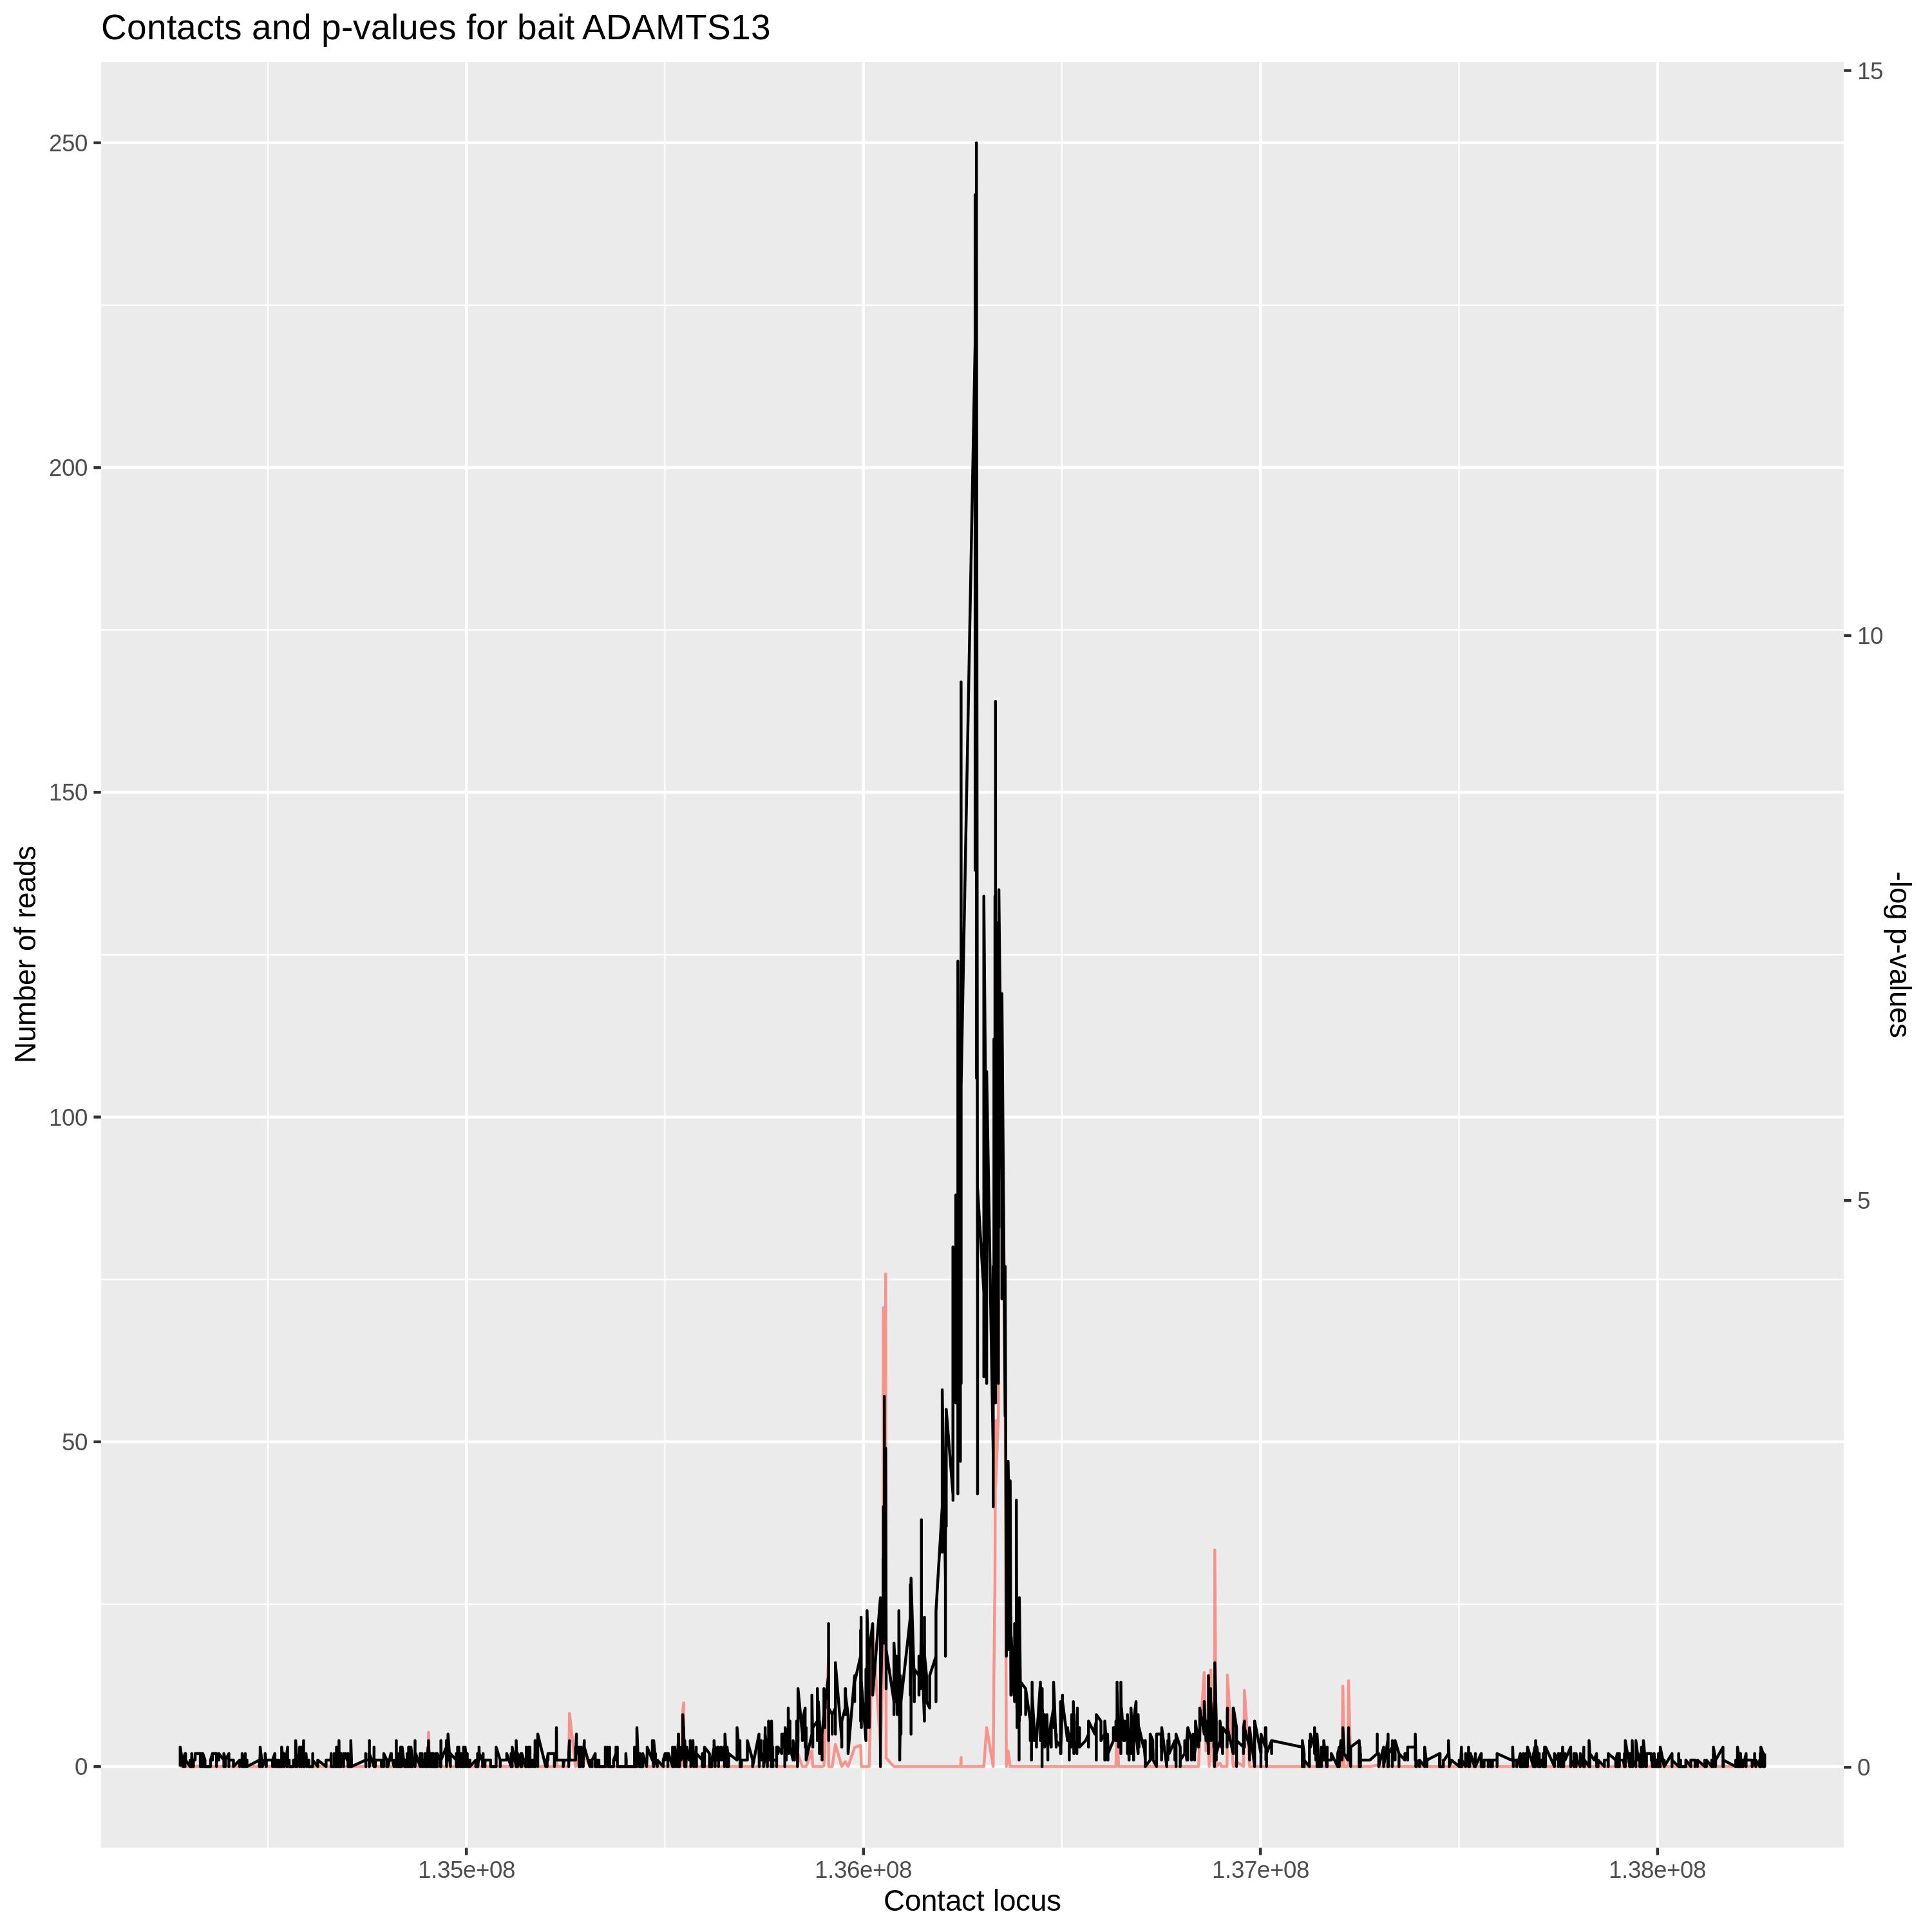 Contacts and p-values for bait ADAMTS13
15
250
200
10
150
Number of reads
-log p-values
100
5
50
0
0
1.35e+08
1.36e+08
1.37e+08
1.38e+08
Contact locus